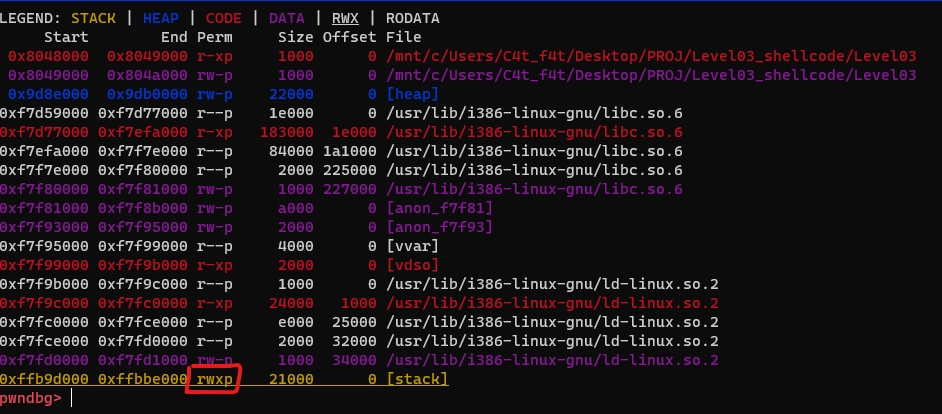 LEGEND: STACK | HEAP | CODE | DATA | RWX | RODATA
Start End Perm Size Offset File
0x8048000 0x8049000 r-xp 1000 0 /mnt/c/Users/C4t_f4t/Desktop/PROJ/Level03_shellcode/Level03
0x8049000 0x804a000 rw-p 1000 0 /mnt/c/Users/C4t_f4t/Desktop/PROJ/Level03_shellcode/Level03
0x9d8e000 0x9db0000 rw-p 22000 0 [heap]
0xf7d59000 0xf7d77000 r--p 1e000 0 /usr/lib/i386-linux-gnu/libc.so.6
0xf7d77000 0xf7efa000 r-xp 183000 1e000 /usr/lib/i386-linux-gnu/libc.so.6
0xf7efa000 0xf7f7e000 r--p 84000 1a1000 /usr/lib/i386-linux-gnu/libc.so.6
0xf7f7e000 0xf7f80000 r--p 2000 225000 /usr/lib/i386-linux-gnu/libc.so.6
0xf7f80000 0xf7f81000 rw-p 1000 227000 /usr/lib/i386-linux-gnu/libc.so.6
0xf7f81000 0xf7f8b000 rw-p a000 0 [anon_f7f81]
0xf7f93000 0xf7f95000 rw-p 2000 0 [anon_f7f93]
0xf7f95000 0xf7f99000 r--p 4000 0 [vvar]
0xf7f99000 0xf7f9b000 r-xp 2000 0 [vdso]
0xf7f9b000 0xf7f9c000 r--p 1000 0 /usr/lib/i386-linux-gnu/ld-linux.so.2
0xf7f9c000 0xf7fc0000 r-xp 24000 1000 /usr/lib/i386-linux-gnu/ld-linux.so.2
0xf7fc0000 0xf7fce000 r--p e000 25000 /usr/lib/i386-linux-gnu/ld-linux.so.2
0xf7fce000 0xf7fd0000 r--p 2000 32000 /usr/lib/i386-linux-gnu/ld-linux.so.2
0xf7fd0000 0xf7fd1000 rw-p 1000 34000 /usr/lib/i386-linux-gnu/ld-linux.so.2
0xffb9d000 0xffbbe000 rwxp 21000 0 [stack]
pwndbg>